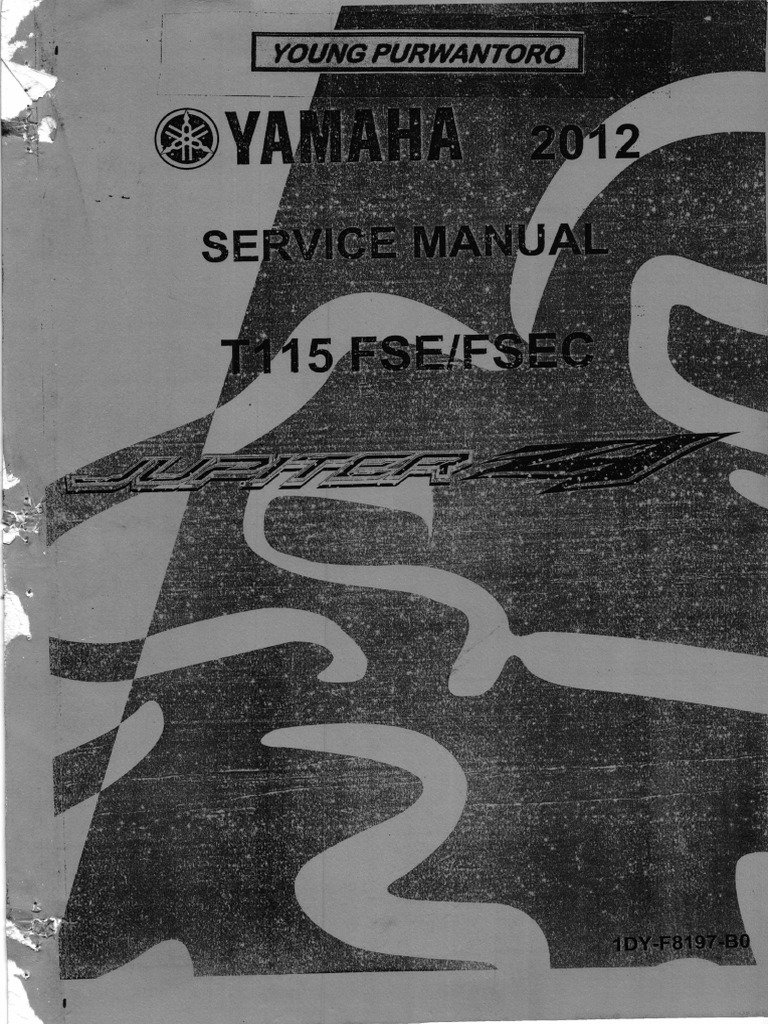 YOUNG PURWANTORO
YAMAHA 2012
SERVICE MANUAL
T115 FSE/FSEC
JUPITER Z1
1DY-F8197-B0